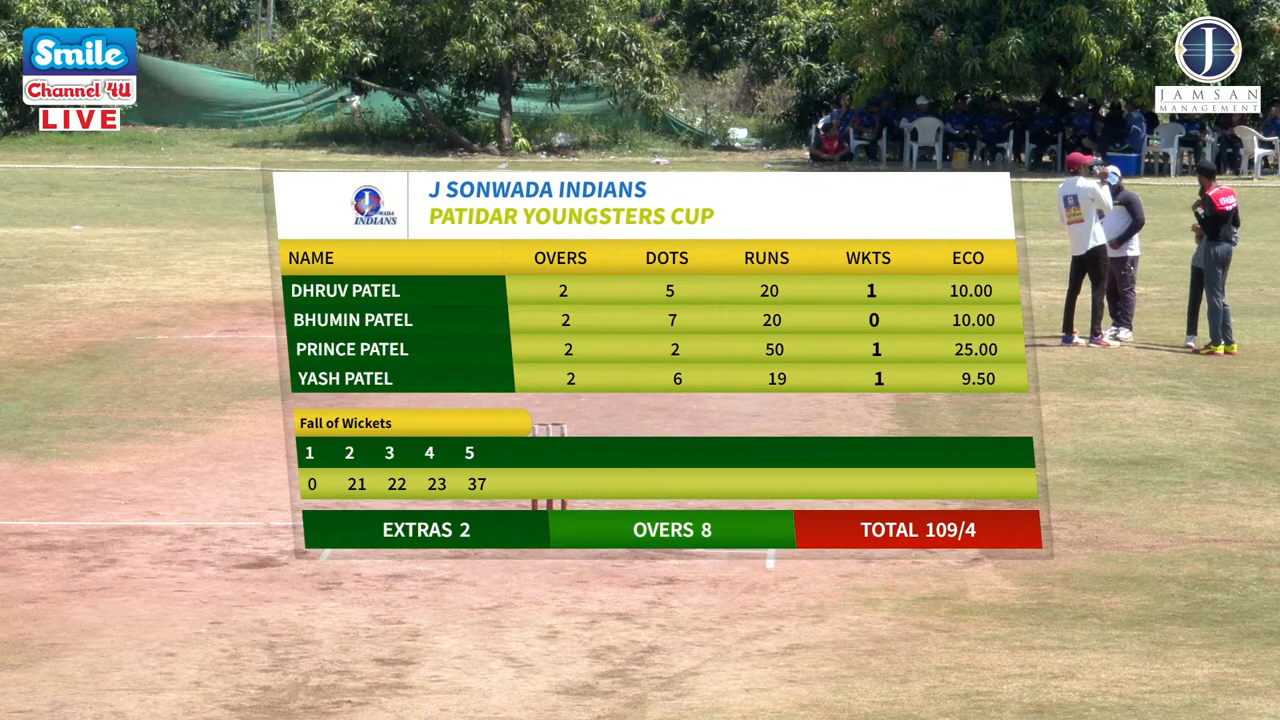 Smile
Channel 4U
LIVE
J
JAMSAN
MANAGEMENT
J SONWADA INDIANS
PATIDAR YOUNGSTERS CUP
J
SONWADA
INDIANS
NAME OVERS DOTS RUNS WKTS ECO
DHRUV PATEL 2 5 20 1 10.00
BHUMIN PATEL 2 7 20 0 10.00
PRINCE PATEL 2 2 50 1 25.00
YASH PATEL 2 6 19 1 9.50
Fall of Wickets
1 2 3 4 5
0 21 22 23 37
EXTRAS 2 OVERS 8 TOTAL 109/4